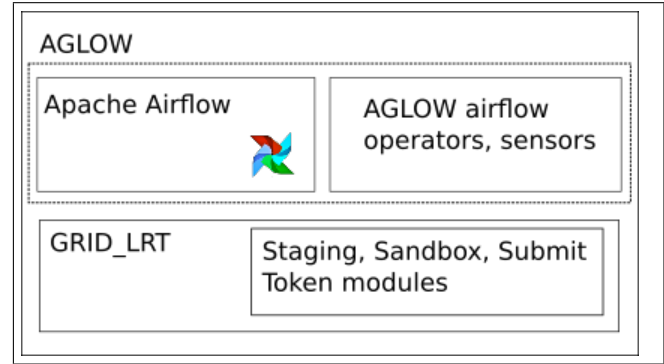 AGLOW
Apache Airflow
AGLOW airflow
operators, sensors
GRID_LRT
Staging, Sandbox, Submit
Token modules